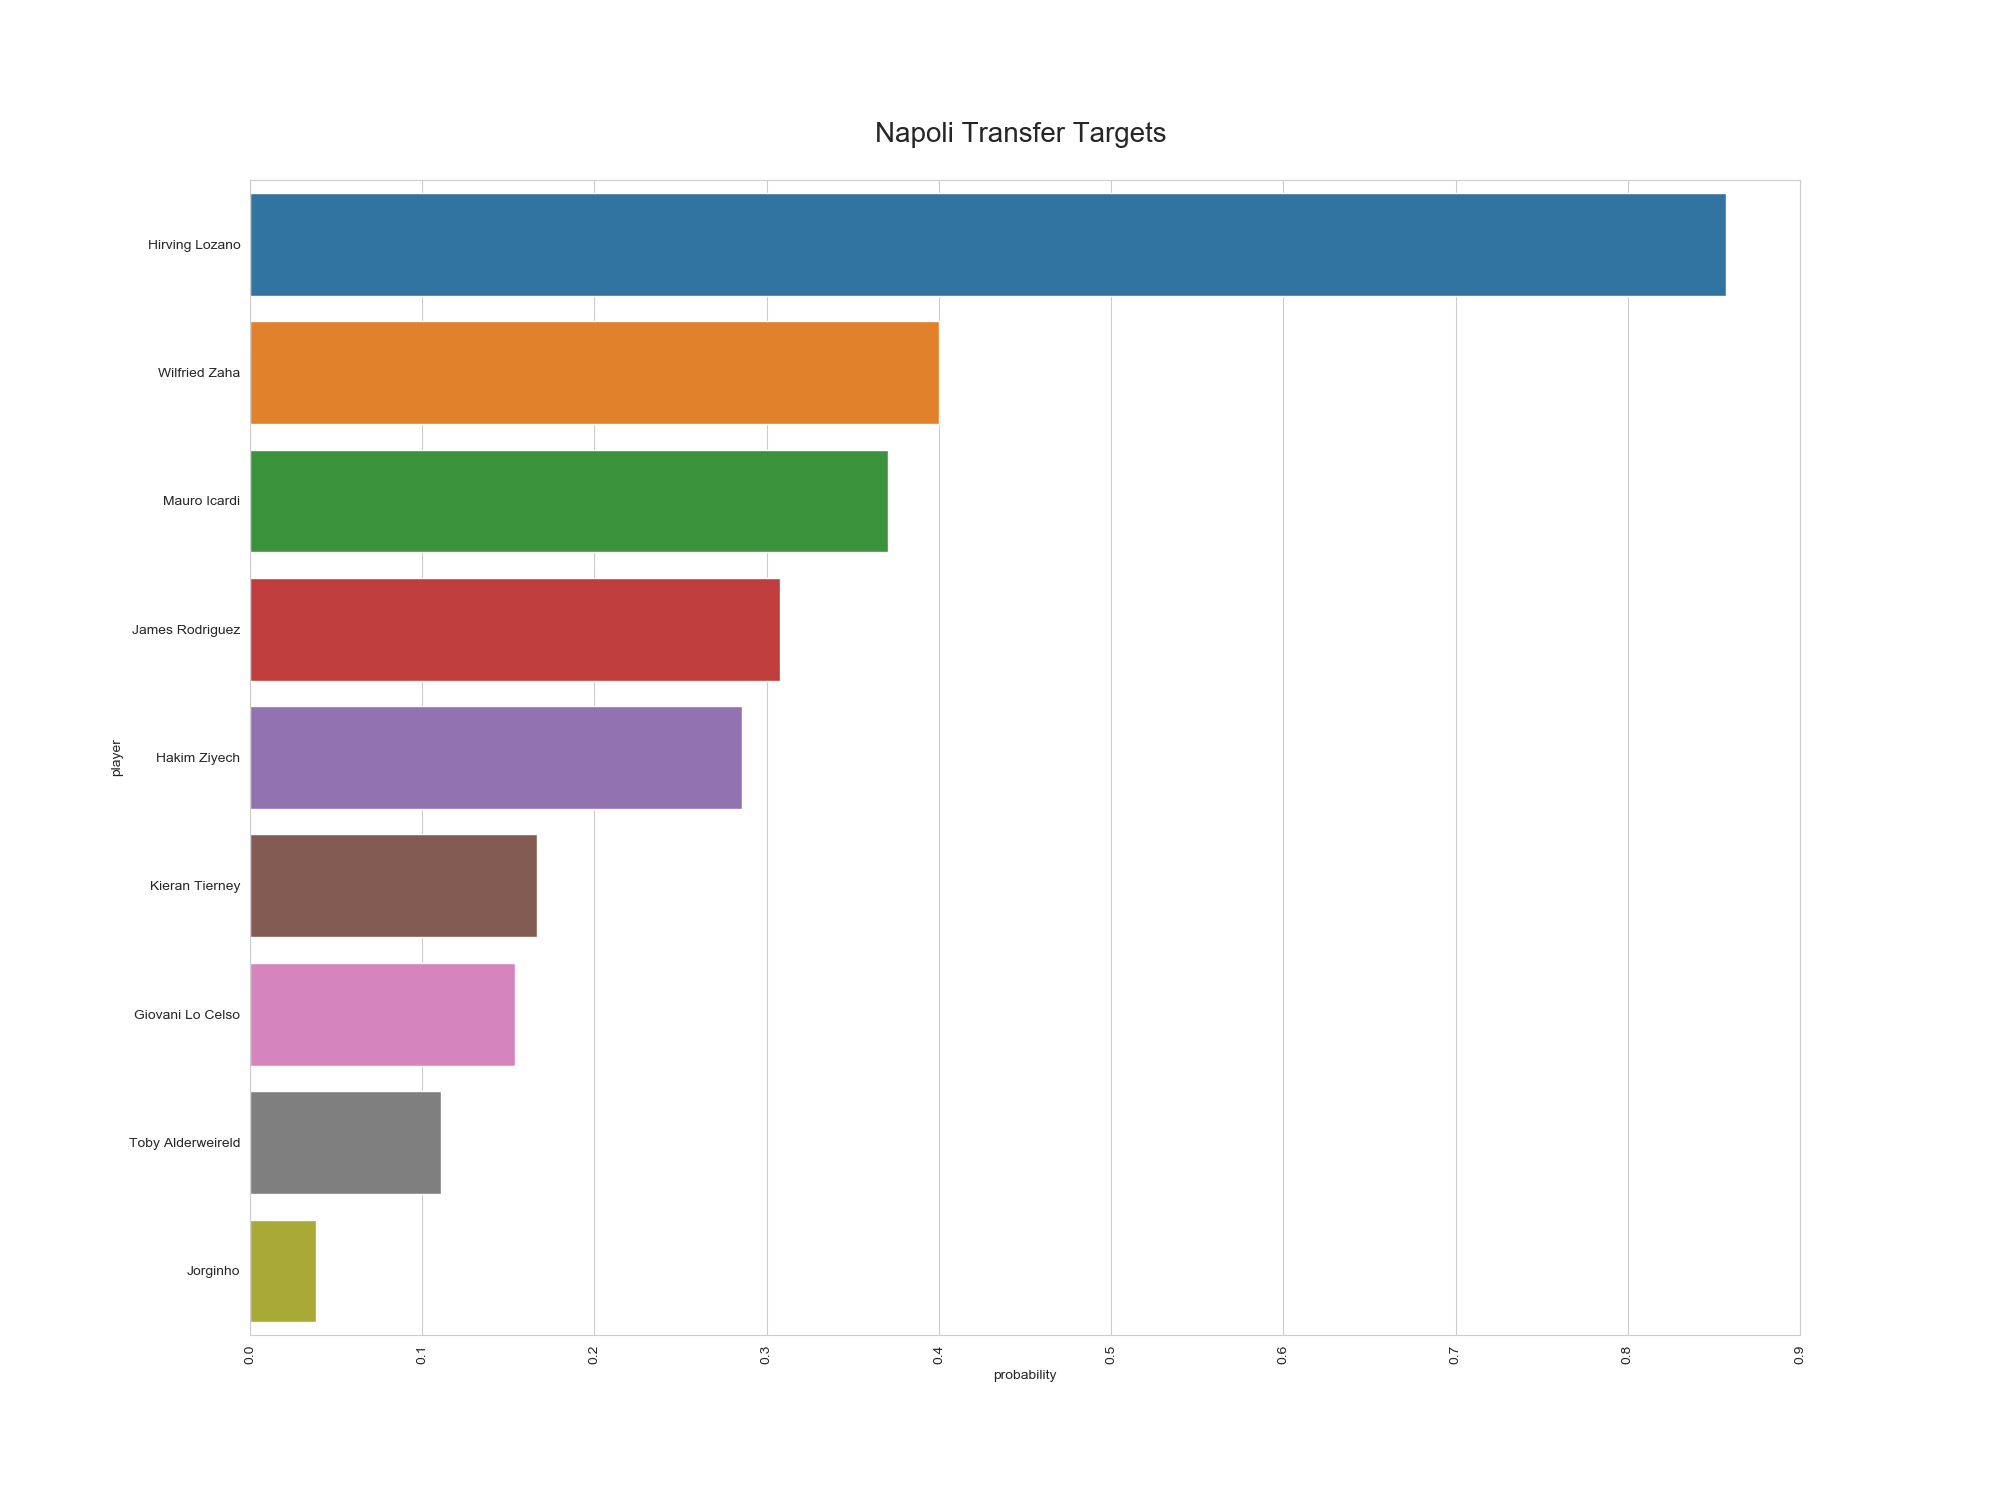 Napoli Transfer Targets
Hirving Lozano
Wilfried Zaha
Mauro Icardi
James Rodriguez
Hakim Ziyech
Kieran Tierney
Giovani Lo Celso
Toby Alderweireld
Jorginho
player
0.0 0.1 0.2 0.3 0.4 0.5 0.6 0.7 0.8 0.9
probability